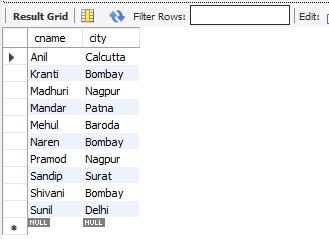 Result Grid Filter Rows: Edit:
cname city
Anil Calcutta
Kranti Bombay
Madhuri Nagpur
Mandar Patna
Mehul Baroda
Naren Bombay
Pramod Nagpur
Sandip Surat
Shivani Bombay
Sunil Delhi
NULL NULL